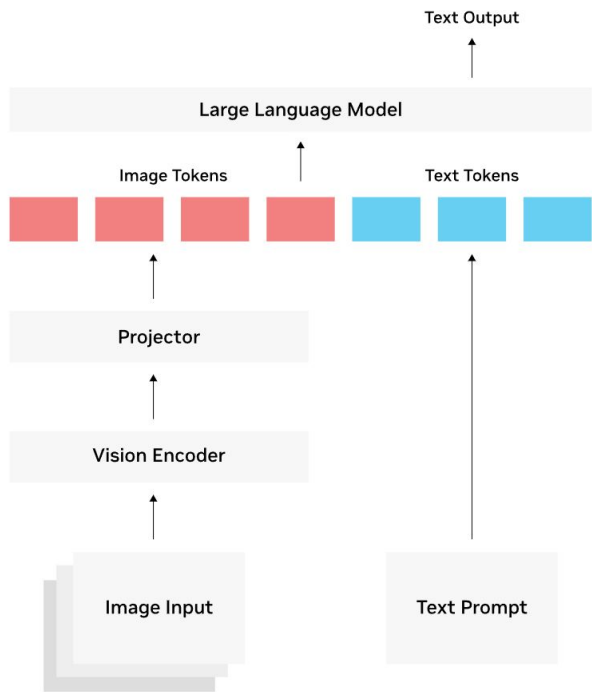 Text Output
Large Language Model
Image Tokens
Text Tokens
Projector
Vision Encoder
Image Input
Text Prompt